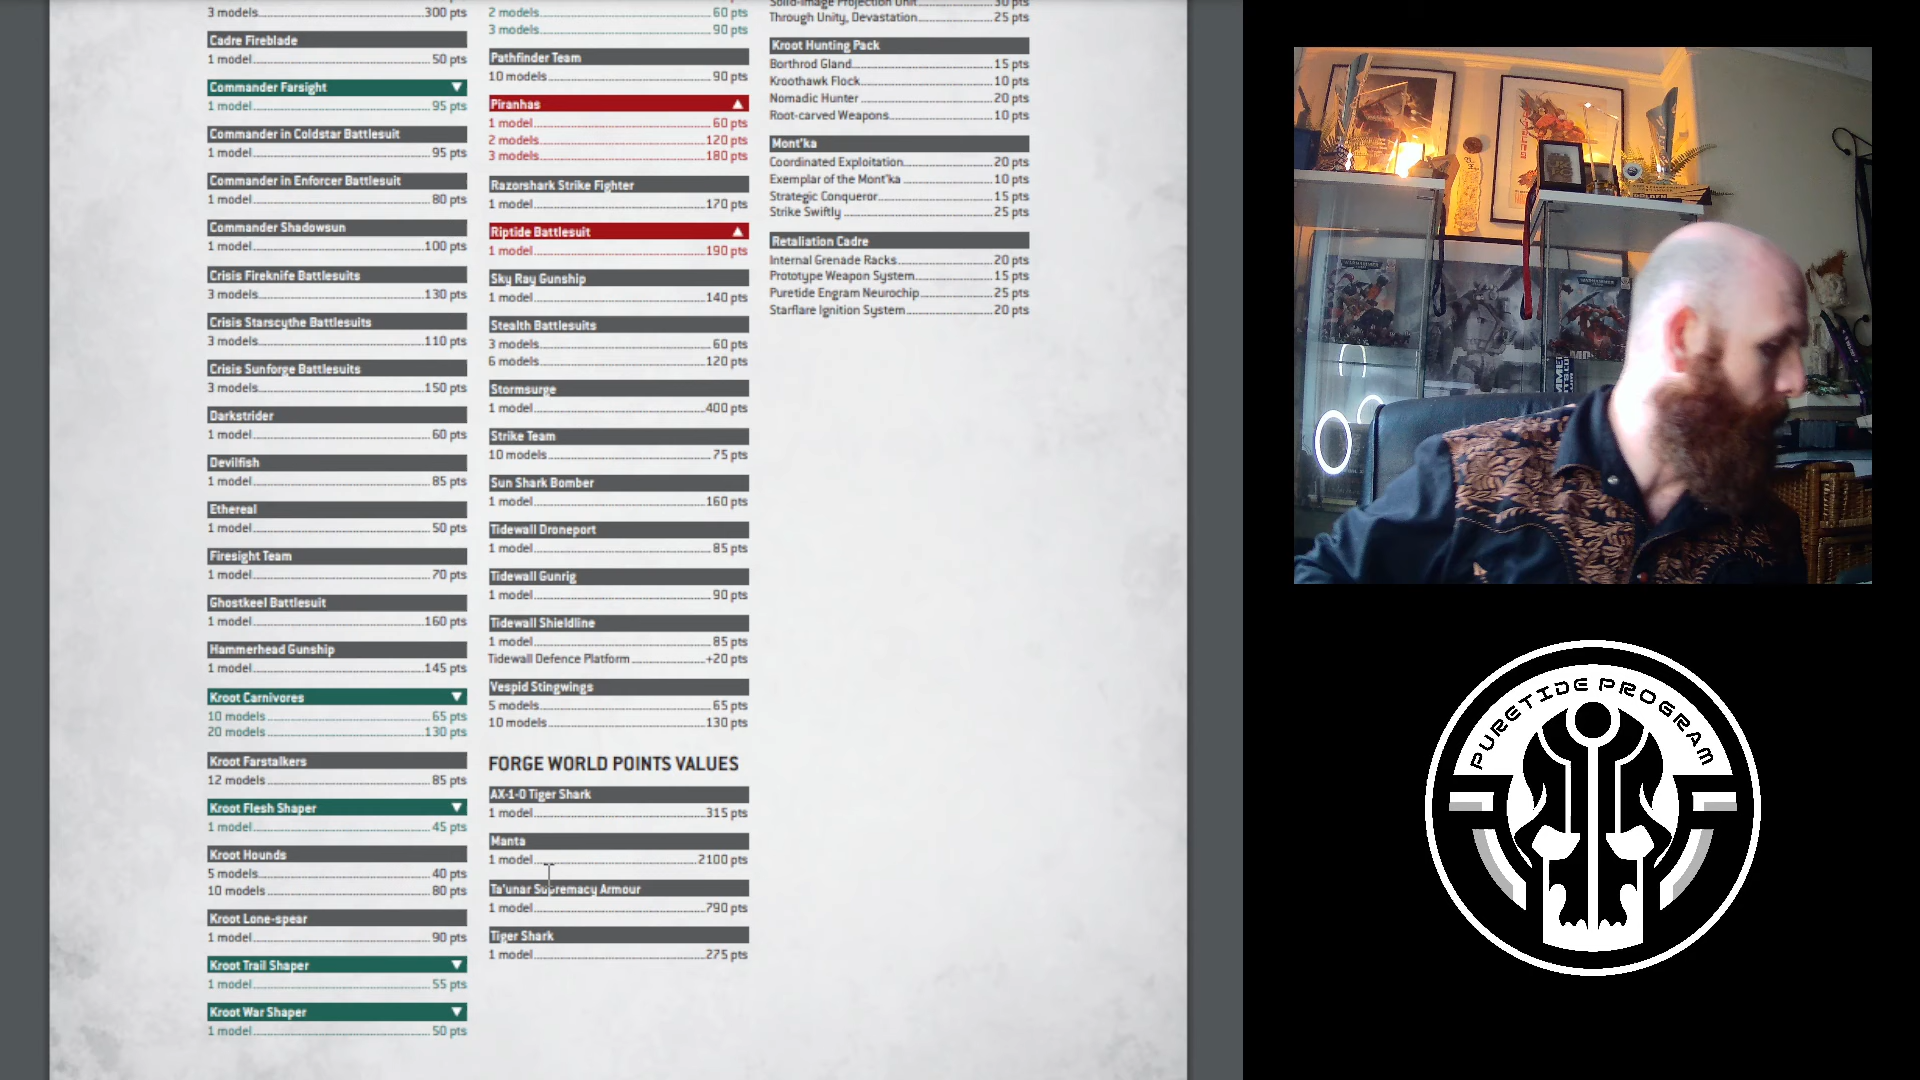 3 models 300 pts
Cadre Fireblade
1 model 50 pts
Commander Farsight ▼
1 model 95 pts
Commander in Coldstar Battlesuit
1 model 95 pts
Commander in Enforcer Battlesuit
1 model 80 pts
Commander Shadowsun
1 model 100 pts
Crisis Fireknife Battlesuits
3 models 130 pts
Crisis Starscythe Battlesuits
3 models 110 pts
Crisis Sunforge Battlesuits
3 models 150 pts
Darkstrider
1 model 60 pts
Devilfish
1 model 85 pts
Ethereal
1 model 50 pts
Firesight Team
1 model 70 pts
Ghostkeel Battlesuit
1 model 160 pts
Hammerhead Gunship
1 model 145 pts
Kroot Carnivores ▼
10 models 65 pts
20 models 130 pts
Kroot Farstalkers
12 models 85 pts
Kroot Flesh Shaper ▼
1 model 45 pts
Kroot Hounds
5 models 40 pts
10 models 80 pts
Kroot Lone-spear
1 model 90 pts
Kroot Trail Shaper ▼
1 model 55 pts
Kroot War Shaper ▼
1 model 50 pts
2 models 60 pts
3 models 90 pts
Pathfinder Team
10 models 90 pts
Piranhas ▲
1 model 60 pts
2 models 120 pts
3 models 180 pts
Razorshark Strike Fighter
1 model 170 pts
Riptide Battlesuit ▲
1 model 190 pts
Sky Ray Gunship
1 model 140 pts
Stealth Battlesuits
3 models 60 pts
6 models 120 pts
Stormsurge
1 model 400 pts
Strike Team
10 models 75 pts
Sun Shark Bomber
1 model 160 pts
Tidewall Droneport
1 model 85 pts
Tidewall Gunrig
1 model 90 pts
Tidewall Shieldline
1 model 85 pts
Tidewall Defence Platform +20 pts
Vespid Stingwings
5 models 65 pts
10 models 130 pts
FORGE WORLD POINTS VALUES
AX-1-0 Tiger Shark
1 model 315 pts
Manta
1 model 2100 pts
Ta'unar Supremacy Armour
1 model 790 pts
Tiger Shark
1 model 275 pts
Solid-image Projection Unit 30 pts
Through Unity, Devastation 25 pts
Kroot Hunting Pack
Borthrod Gland 15 pts
Kroothawk Flock 10 pts
Nomadic Hunter 20 pts
Root-carved Weapons 10 pts
Mont'ka
Coordinated Exploitation 20 pts
Exemplar of the Mont'ka 10 pts
Strategic Conqueror 15 pts
Strike Swiftly 25 pts
Retaliation Cadre
Internal Grenade Racks 20 pts
Prototype Weapon System 15 pts
Puretide Engram Neurochip 25 pts
Starflare Ignition System 20 pts
PURETIDE PROGRAM